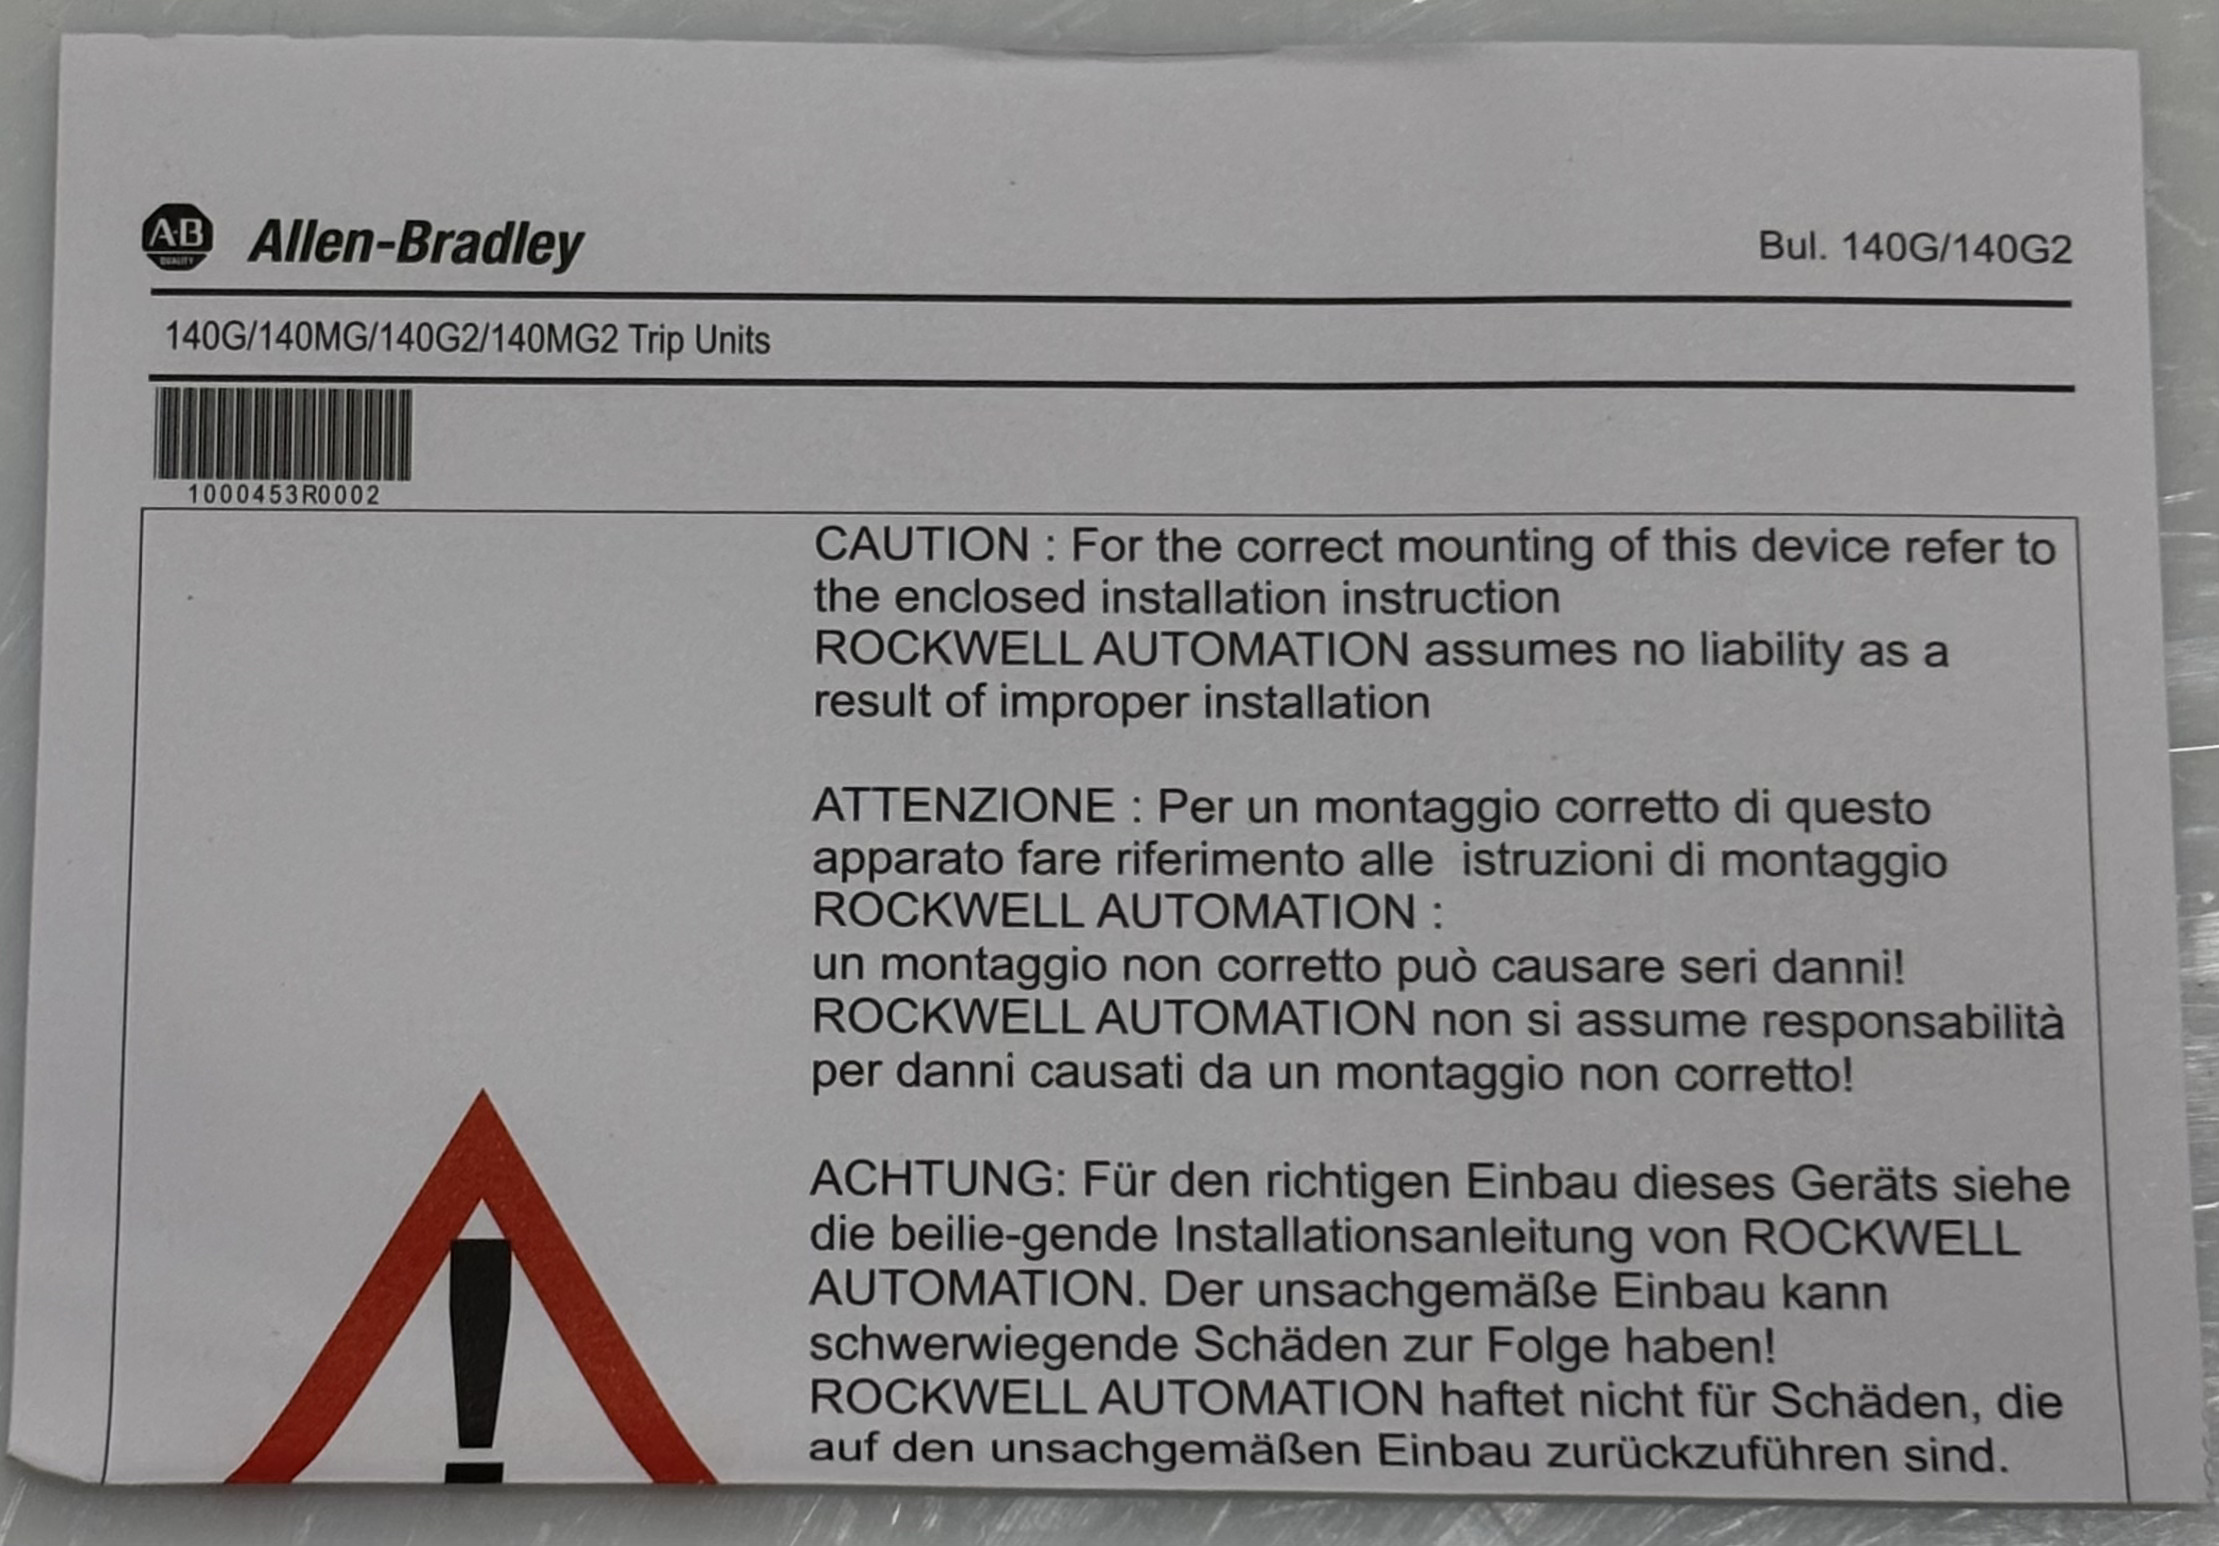 A·B
QUALITY
Allen-Bradley
Bul. 140G/140G2
140G/140MG/140G2/140MG2 Trip Units
1000453R0002
CAUTION : For the correct mounting of this device refer to
the enclosed installation instruction
ROCKWELL AUTOMATION assumes no liability as a
result of improper installation
ATTENZIONE : Per un montaggio corretto di questo
apparato fare riferimento alle  istruzioni di montaggio
ROCKWELL AUTOMATION :
un montaggio non corretto può causare seri danni!
ROCKWELL AUTOMATION non si assume responsabilità
per danni causati da un montaggio non corretto!
ACHTUNG: Für den richtigen Einbau dieses Geräts siehe
die beilie-gende Installationsanleitung von ROCKWELL
AUTOMATION. Der unsachgemäße Einbau kann
schwerwiegende Schäden zur Folge haben!
ROCKWELL AUTOMATION haftet nicht für Schäden, die
auf den unsachgemäßen Einbau zurückzuführen sind.